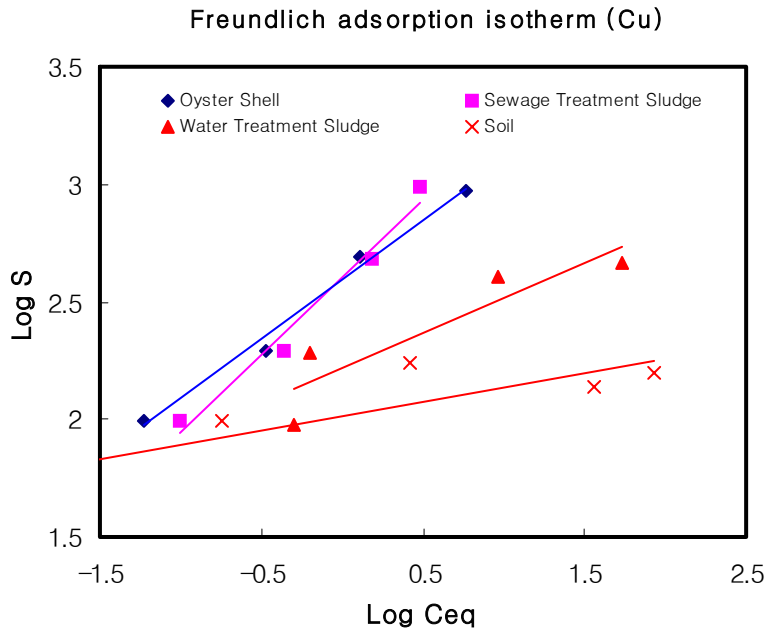 Freundlich adsorption isotherm (Cu)
3.5
Oyster Shell
Sewage Treatment Sludge
Water Treatment Sludge
Soil
3
Log S
2.5
2
1.5
-1.5
-0.5
0.5
1.5
2.5
Log Ceq